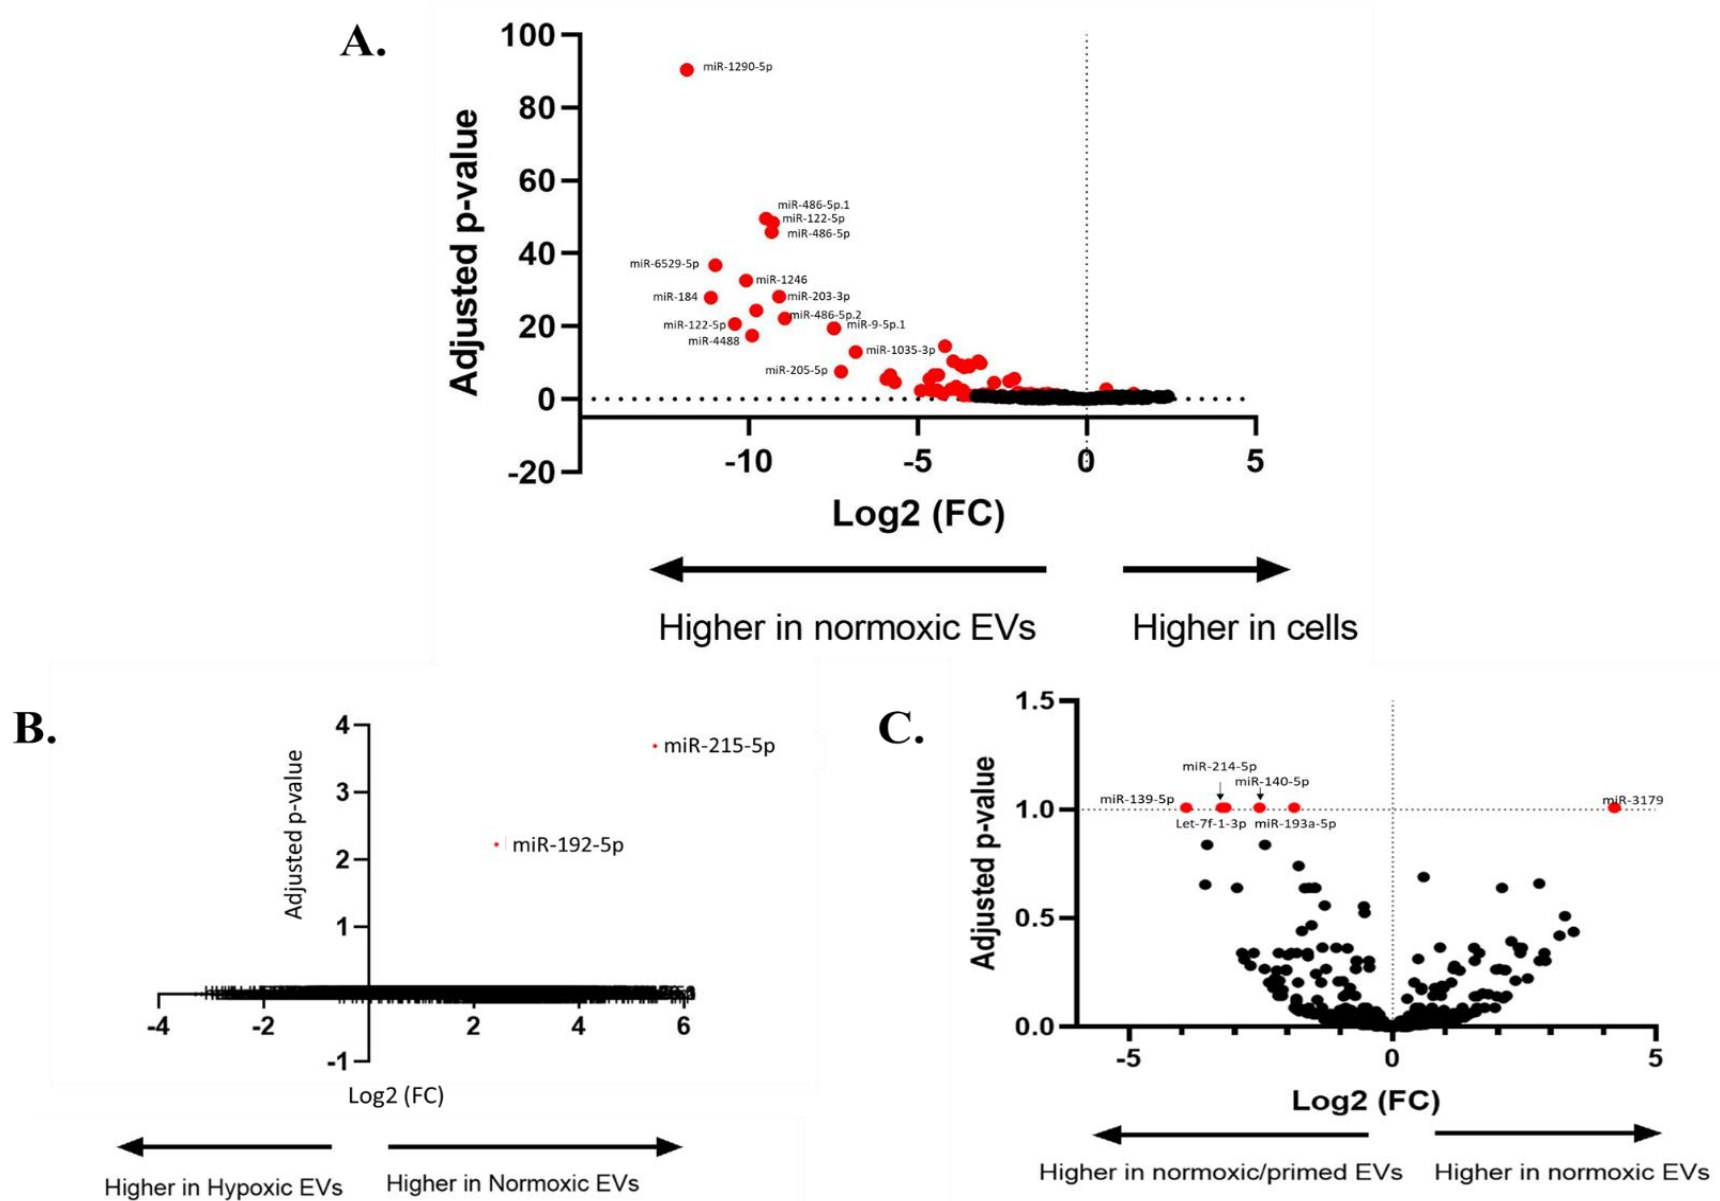 A.
100
80
60
40
20
0
-20
Adjusted p-value
miR-1290-5p
miR-486-5p.1
miR-122-5p
miR-486-5p
miR-6529-5p
miR-1246
miR-184
miR-203-3p
miR-486-5p.2
miR-122-5p
miR-9-5p.1
miR-4488
miR-1035-3p
miR-205-5p
-10
-5
0
5
Log2 (FC)
Higher in normoxic EVs
Higher in cells
B.
4
3
2
1
-1
Adjusted p-value
miR-215-5p
miR-192-5p
-4
-2
2
4
6
Log2 (FC)
Higher in Hypoxic EVs
Higher in Normoxic EVs
C.
1.5
1.0
0.5
0.0
Adjusted p-value
miR-214-5p
miR-140-5p
miR-139-5p
miR-3179
Let-7f-1-3p
miR-193a-5p
-5
0
5
Log2 (FC)
Higher in normoxic/primed EVs
Higher in normoxic EVs